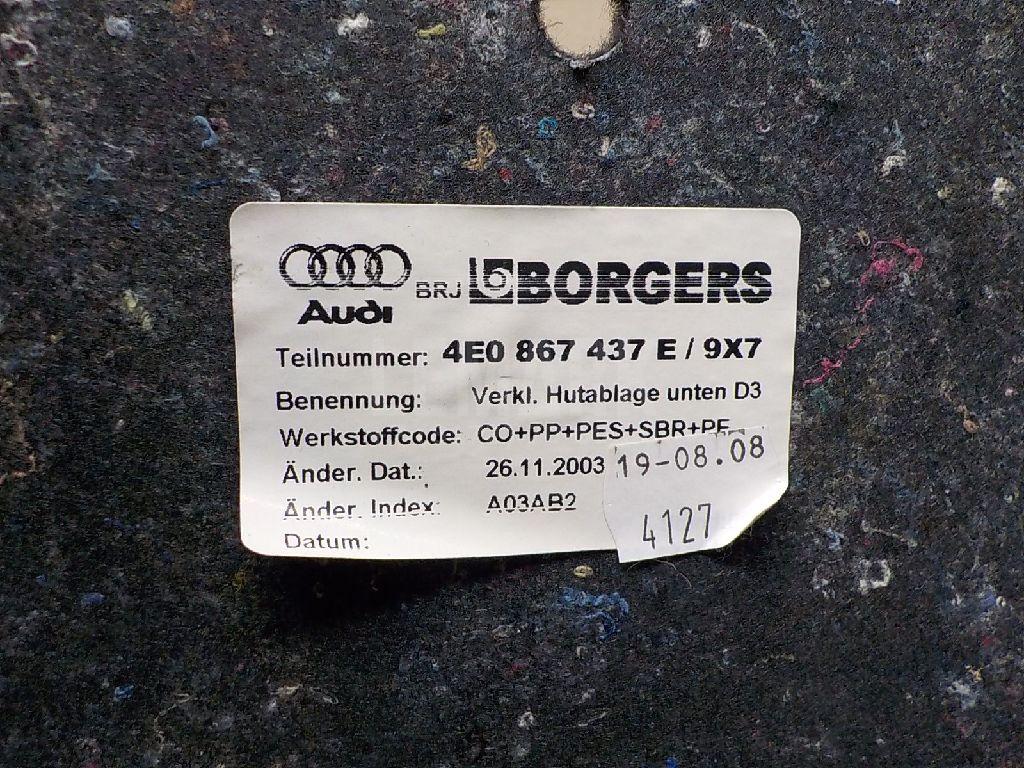 Audi BRJ BORGERS
Teilnummer: 4E0 867 437 E / 9X7
Benennung: Verkl. Hutablage unten D3
Werkstoffcode: CO+PP+PES+SBR+PE
Änder. Dat.: 26.11.2003
19-08.08
Änder. Index: A03AB2
4127
Datum: